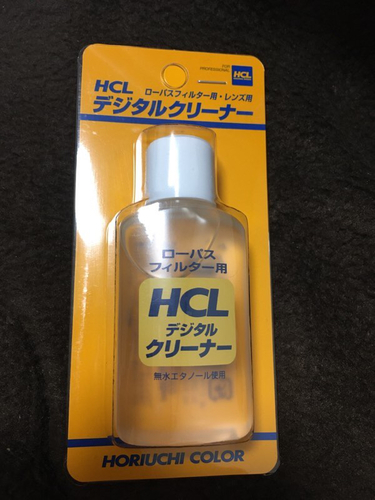 FOR
PROFESSIONAL
HCL
HCL
ローパスフィルター用・レンズ用
デジタルクリーナー
ローパス
フィルター用
HCL
デジタル
クリーナー
無水エタノール使用
HORIUCHI COLOR